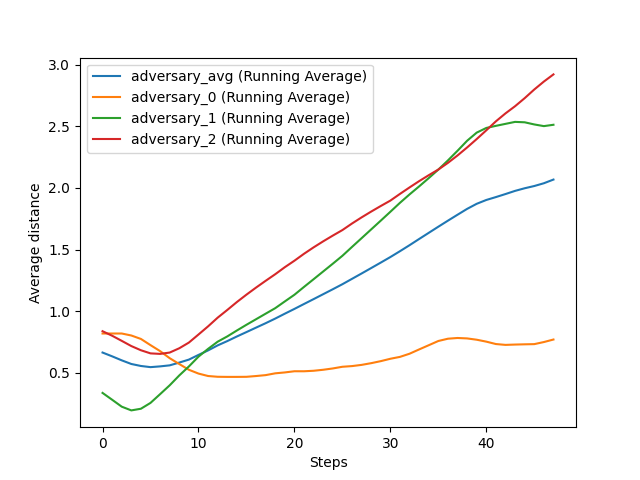 3.0
2.5
2.0
1.5
1.0
0.5
Average distance
adversary_avg (Running Average)
adversary_0 (Running Average)
adversary_1 (Running Average)
adversary_2 (Running Average)
0
10
20
30
40
Steps